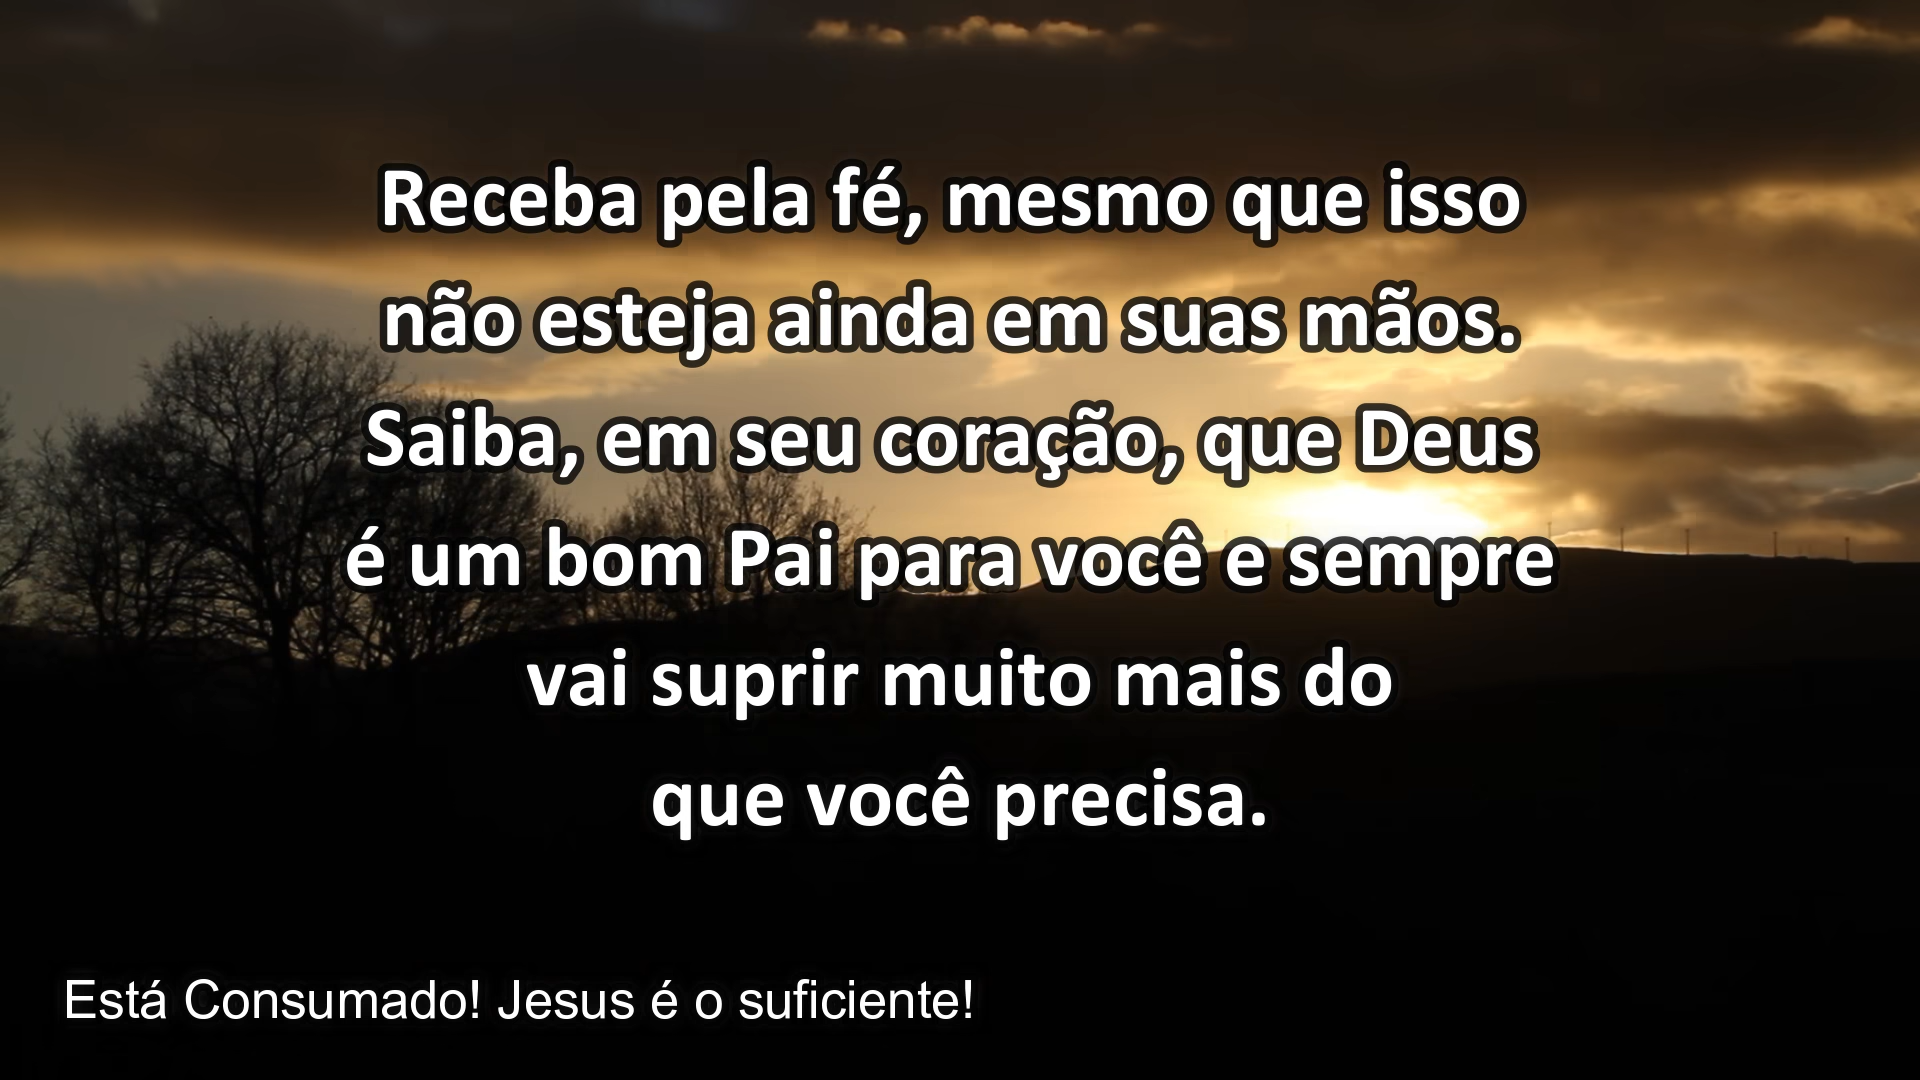 Receba pela fé, mesmo que isso
não esteja ainda em suas mãos.
Saiba, em seu coração, que Deus
é um bom Pai para você e sempre
vai suprir muito mais do
que você precisa.
Está Consumado! Jesus é o suficiente!